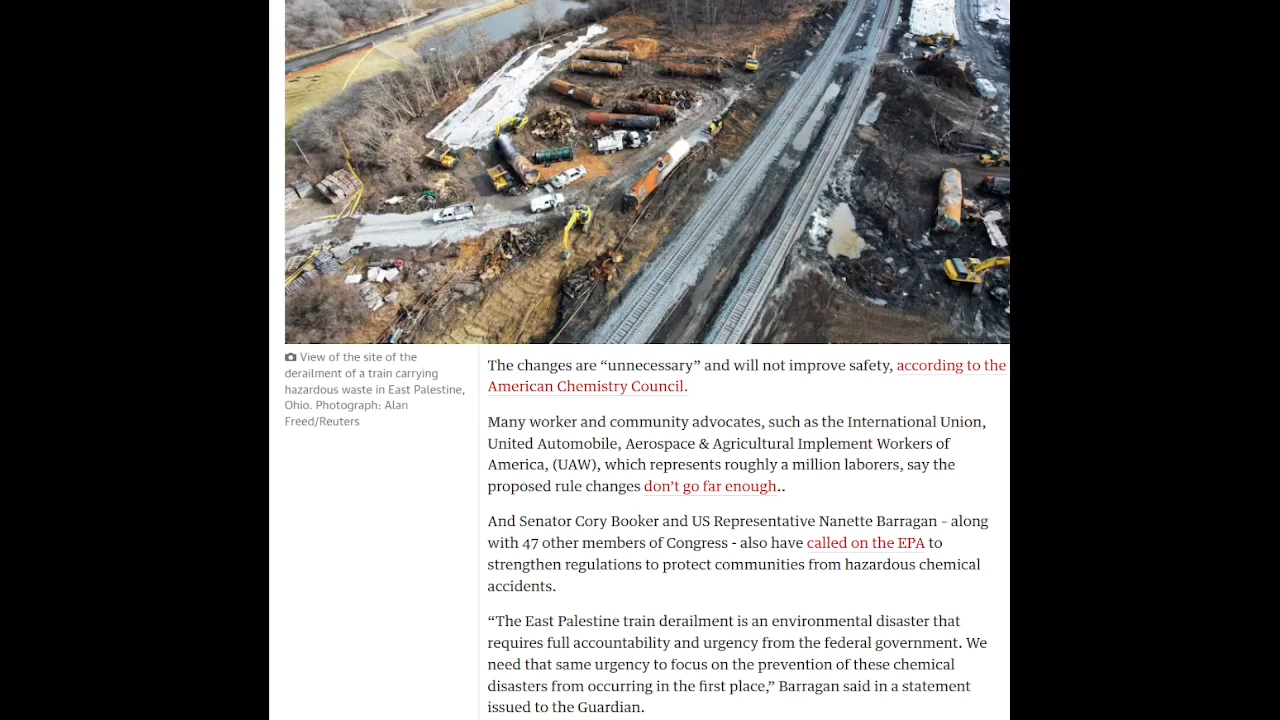 View of the site of the
derailment of a train carrying
hazardous waste in East Palestine,
Ohio. Photograph: Alan
Freed/Reuters
The changes are “unnecessary” and will not improve safety, according to the
American Chemistry Council.
Many worker and community advocates, such as the International Union,
United Automobile, Aerospace & Agricultural Implement Workers of
America, (UAW), which represents roughly a million laborers, say the
proposed rule changes don’t go far enough..
And Senator Cory Booker and US Representative Nanette Barragan – along
with 47 other members of Congress - also have called on the EPA to
strengthen regulations to protect communities from hazardous chemical
accidents.
“The East Palestine train derailment is an environmental disaster that
requires full accountability and urgency from the federal government. We
need that same urgency to focus on the prevention of these chemical
disasters from occurring in the first place,” Barragan said in a statement
issued to the Guardian.